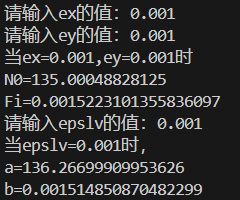 请输入ex的值：0.001
请输入ey的值：0.001
当ex=0.001,ey=0.001时
N0=135.00048828125
Fi=0.0015223101355836097
请输入epslv的值：0.001
当epslv=0.001时,
a=136.26699909953626
b=0.001514850870482299